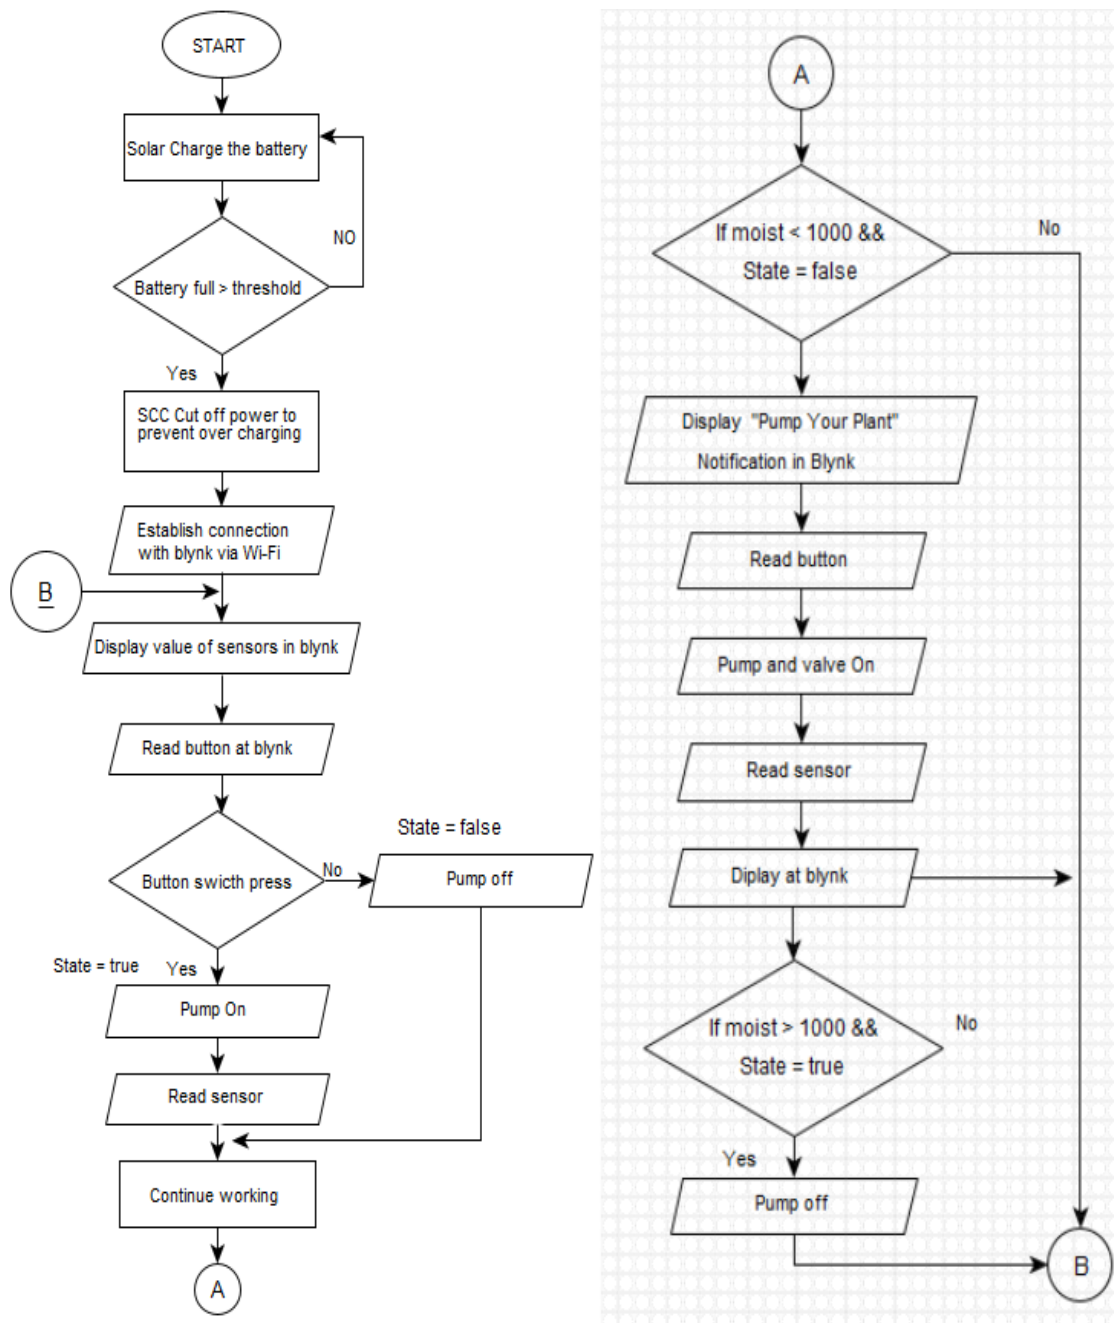 START
Solar Charge the battery
NO
Battery full > threshold
Yes
SCC Cut off power to
prevent over charging
Establish connection
with blynk via Wi-Fi
B
Display value of sensors in blynk
Read button at blynk
State = false
Button swicth press
No
Pump off
State = true
Yes
Pump On
Read sensor
Continue working
A
A
If moist < 1000 &&
State = false
No
Display "Pump Your Plant"
Notification in Blynk
Read button
Pump and valve On
Read sensor
Diplay at blynk
If moist > 1000 &&
State = true
No
Yes
Pump off
B